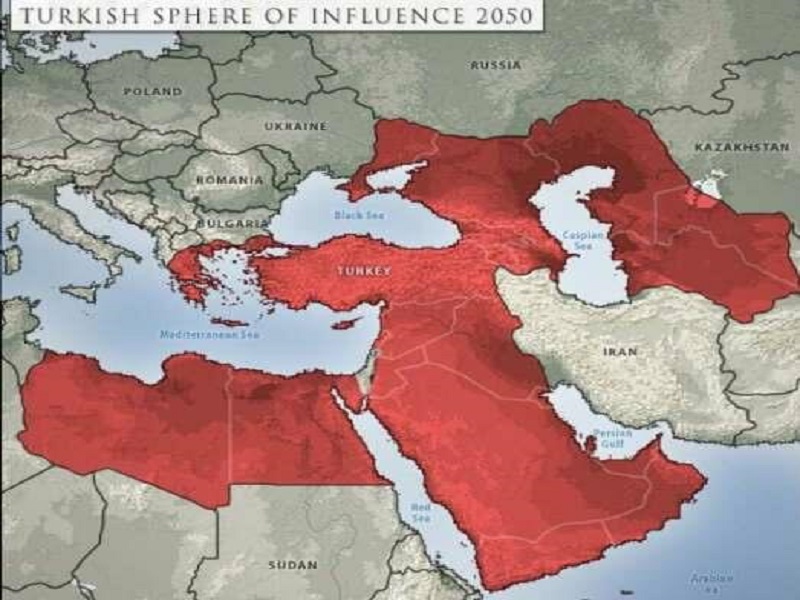 TURKISH SPHERE OF INFLUENCE 2050
RUSSIA
POLAND
UKRAINE
KAZAKHSTAN
ROMANIA
Black Sea
BULGARIA
Caspian
Sea
TURKEY
Mediterranean Sea
IRAN
Persian
Gulf
Red
Sea
SUDAN
Arabian